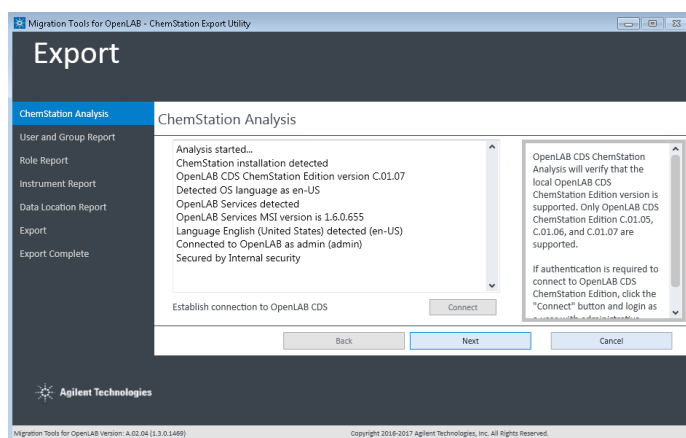 Migration Tools for OpenLAB - ChemStation Export Utility
Export
ChemStation Analysis
User and Group Report
Role Report
Instrument Report
Data Location Report
Export
Export Complete
ChemStation Analysis
Analysis started...
ChemStation installation detected
OpenLAB CDS ChemStation Edition version C.01.07
Detected OS language as en-US
OpenLAB Services detected
OpenLAB Services MSI version is 1.6.0.655
Language English (United States) detected (en-US)
Connected to OpenLAB as admin (admin)
Secured by Internal security
Establish connection to OpenLAB CDS
Connect
OpenLAB CDS ChemStation
Analysis will verify that the
local OpenLAB CDS
ChemStation Edition version is
supported. Only OpenLAB CDS
ChemStation Edition C.01.05,
C.01.06, and C.01.07 are
supported.
If authentication is required to
connect to OpenLAB CDS
ChemStation Edition, click the
"Connect" button and login as
Back
Next
Cancel
Agilent Technologies
Migration Tools for OpenLAB Version: A.02.04 (1.3.0.1469)
Copyright 2016-2017 Agilent Technologies, Inc. All Rights Reserved.